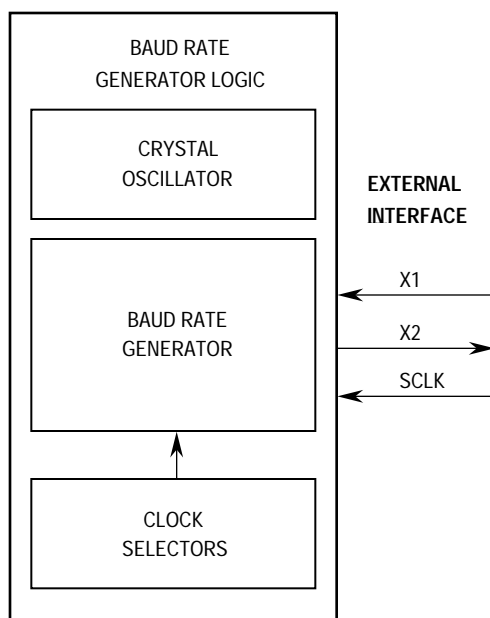 BAUD RATE
GENERATOR LOGIC
CRYSTAL
OSCILLATOR
EXTERNAL
INTERFACE
X1
BAUD RATE
GENERATOR
X2
SCLK
CLOCK
SELECTORS